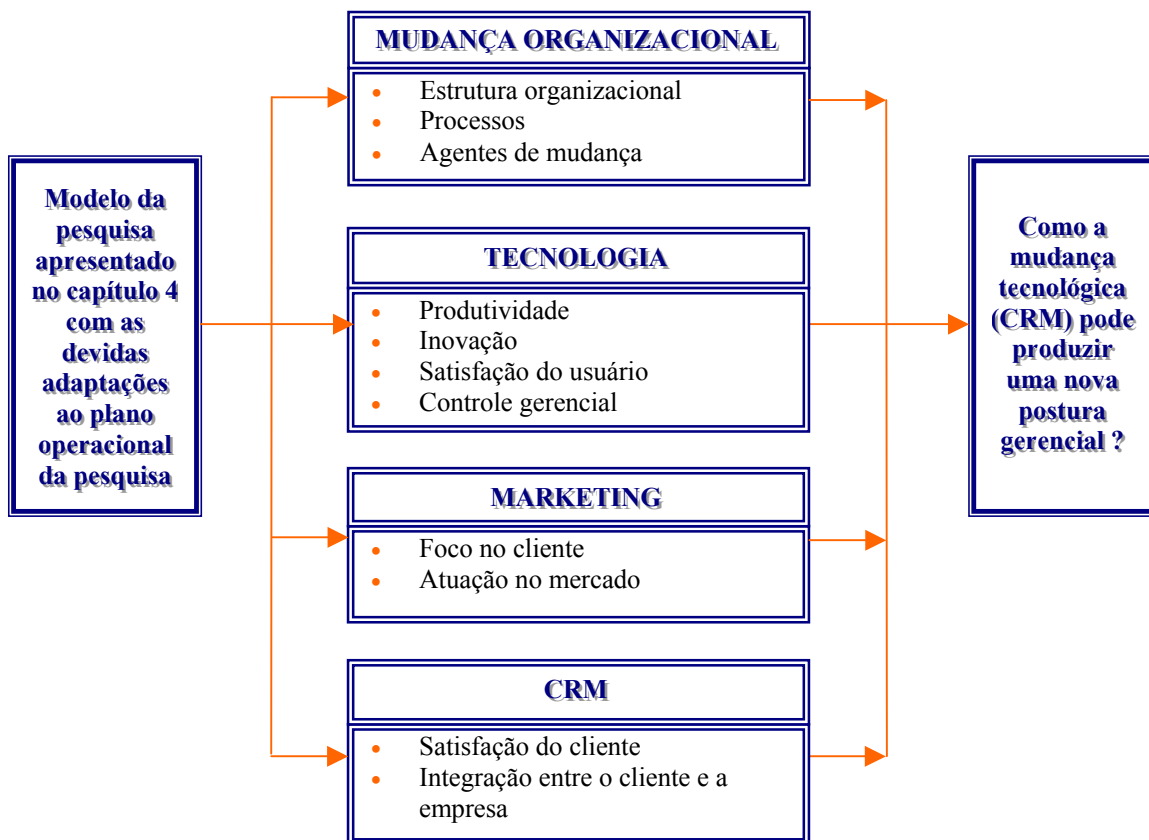 Modelo da
pesquisa
apresentado
no capítulo 4
com as
devidas
adaptações
ao plano
operacional
da pesquisa
MUDANÇA ORGANIZACIONAL
• Estrutura organizacional
• Processos
• Agentes de mudança
TECNOLOGIA
• Produtividade
• Inovação
• Satisfação do usuário
• Controle gerencial
MARKETING
• Foco no cliente
• Atuação no mercado
CRM
• Satisfação do cliente
• Integração entre o cliente e a
empresa
Como a
mudança
tecnológica
(CRM) pode
produzir
uma nova
postura
gerencial ?